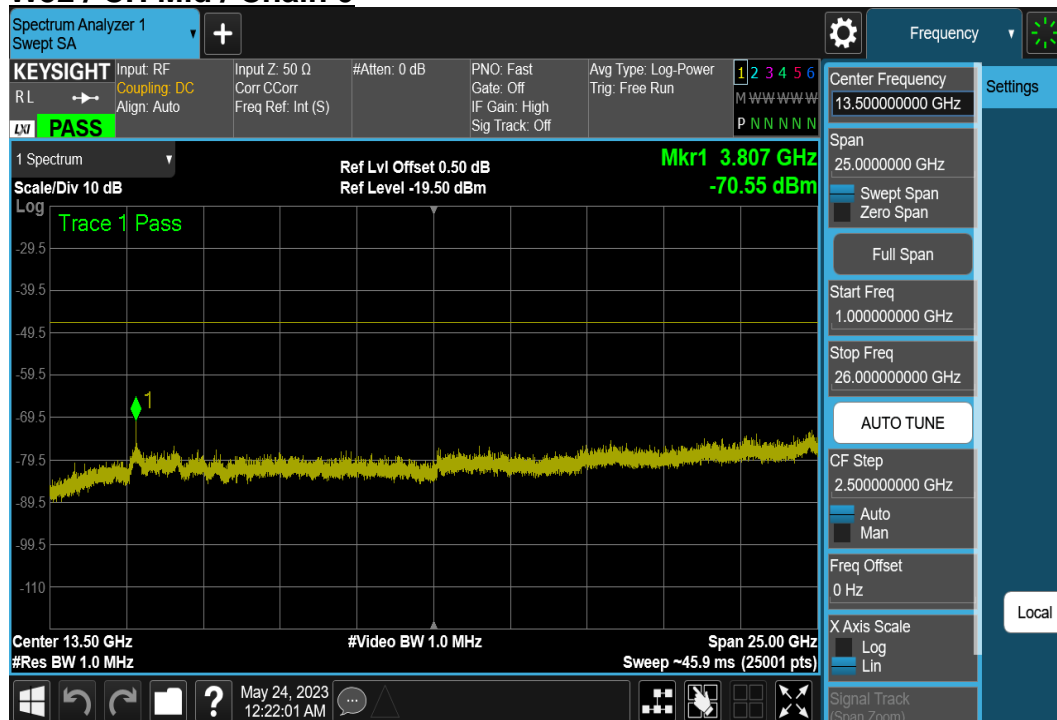 Spectrum Analyzer 1
Swept SA
Frequency
KEYSIGHT
RL
LXI PASS
Input: RF
Coupling: DC
Align: Auto
Input Z: 50 Ω
Corr CCorr
Freq Ref: Int (S)
#Atten: 0 dB
PNO: Fast
Gate: Off
IF Gain: High
Sig Track: Off
Avg Type: Log-Power
Trig: Free Run
1 2 3 4 5 6
M W W W W W
P N N N N N
1 Spectrum
Scale/Div 10 dB
Ref Lvl Offset 0.50 dB
Ref Level -19.50 dBm
Mkr1 3.807 GHz
-70.55 dBm
Log
Trace 1 Pass
-29.5
-39.5
-49.5
-59.5
1
-69.5
-79.5
-89.5
-99.5
-110
Center 13.50 GHz
#Res BW 1.0 MHz
#Video BW 1.0 MHz
Span 25.00 GHz
Sweep ~45.9 ms (25001 pts)
May 24, 2023
12:22:01 AM
Center Frequency
13.500000000 GHz
Span
25.0000000 GHz
Swept Span
Zero Span
Full Span
Start Freq
1.000000000 GHz
Stop Freq
26.000000000 GHz
AUTO TUNE
CF Step
2.500000000 GHz
Auto
Man
Freq Offset
0 Hz
X Axis Scale
Log
Lin
Signal Track
(Span Zoom)
Settings
Local